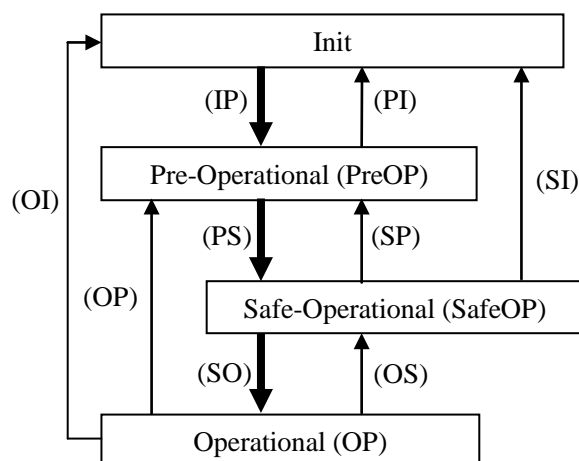 Init
(IP)
(PI)
Pre-Operational (PreOP)
(OI)
(SI)
(PS)
(SP)
(OP)
Safe-Operational (SafeOP)
(SO)
(OS)
Operational (OP)